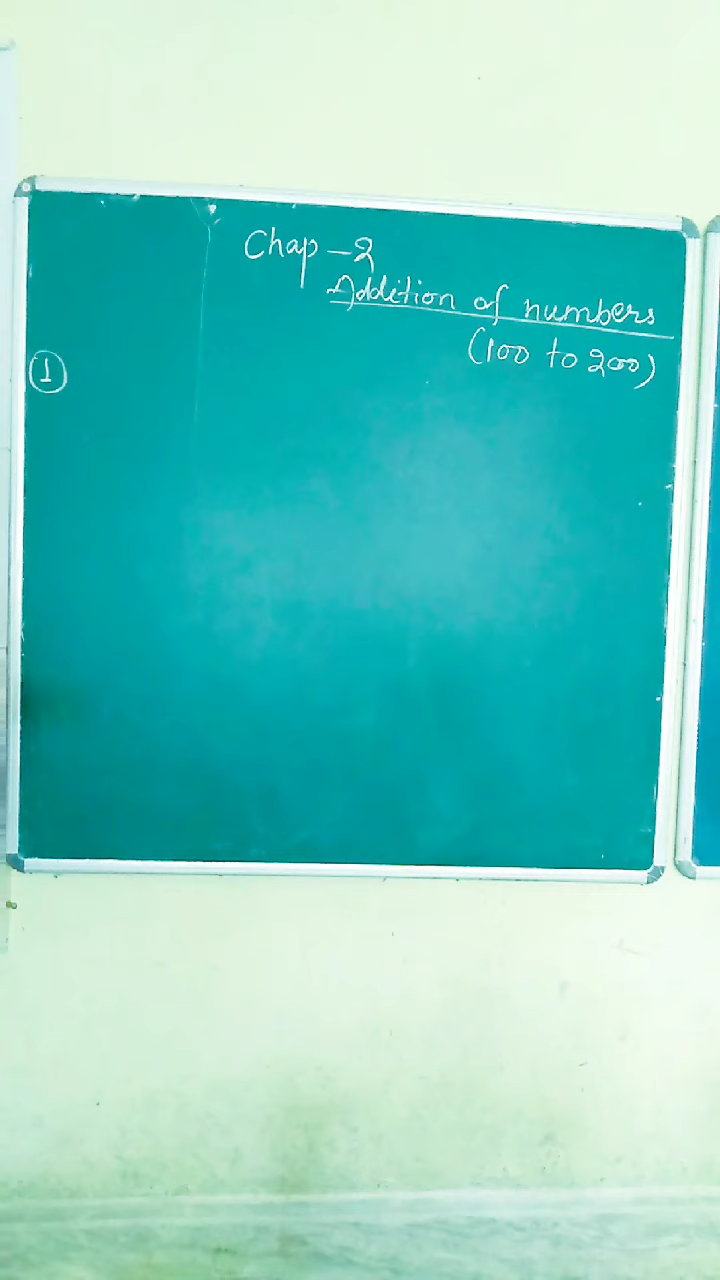 Chap - 2
Addition of numbers
(100 to 200)
①